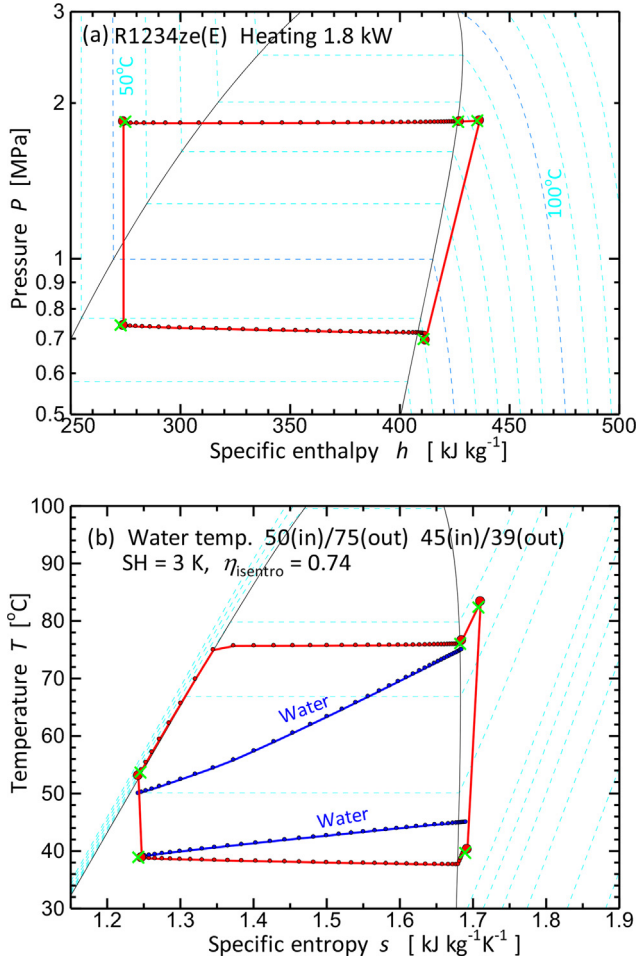 (a) R1234ze(E)  Heating 1.8 kW
50°C
100°C
3
2
1
0.9
0.8
0.7
0.6
0.5
Pressure P [MPa]
250 300 350 400 450 500
Specific enthalpy h [ kJ kg⁻¹]
(b) Water temp. 50(in)/75(out) 45(in)/39(out)
SH = 3 K, ηisentro = 0.74
Water
Water
100
90
80
70
60
50
40
30
Temperature T [°C]
1.2 1.3 1.4 1.5 1.6 1.7 1.8 1.9
Specific entropy s [ kJ kg⁻¹K⁻¹]